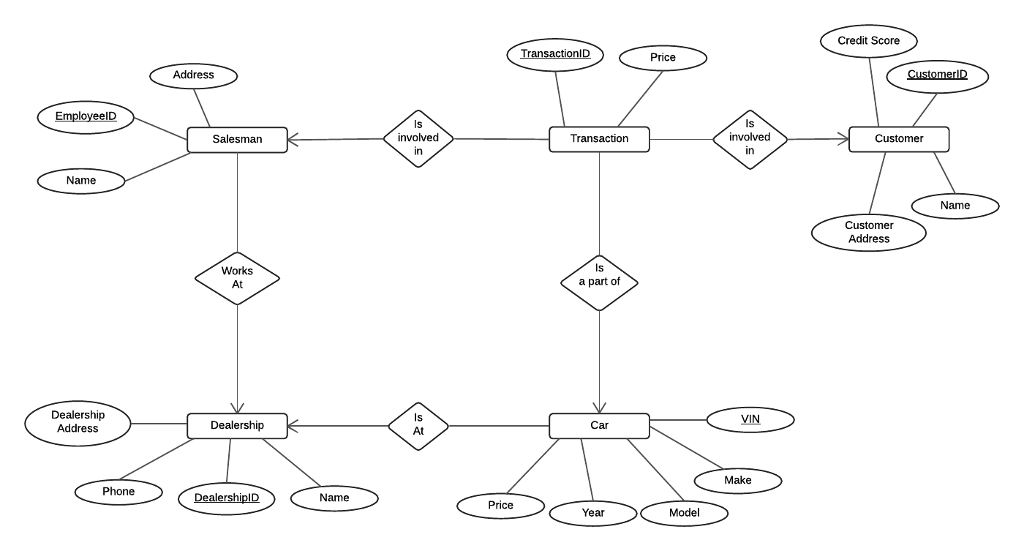 Credit Score
TransactionID
Price
Address
CustomerID
EmployeeID
Is
involved
in
Is
involved
in
Salesman
Transaction
Customer
Name
Name
Customer
Address
Works
At
Is
a part of
Dealership
Address
Is
At
VIN
Dealership
Car
Make
Phone
DealershipID
Name
Price
Year
Model